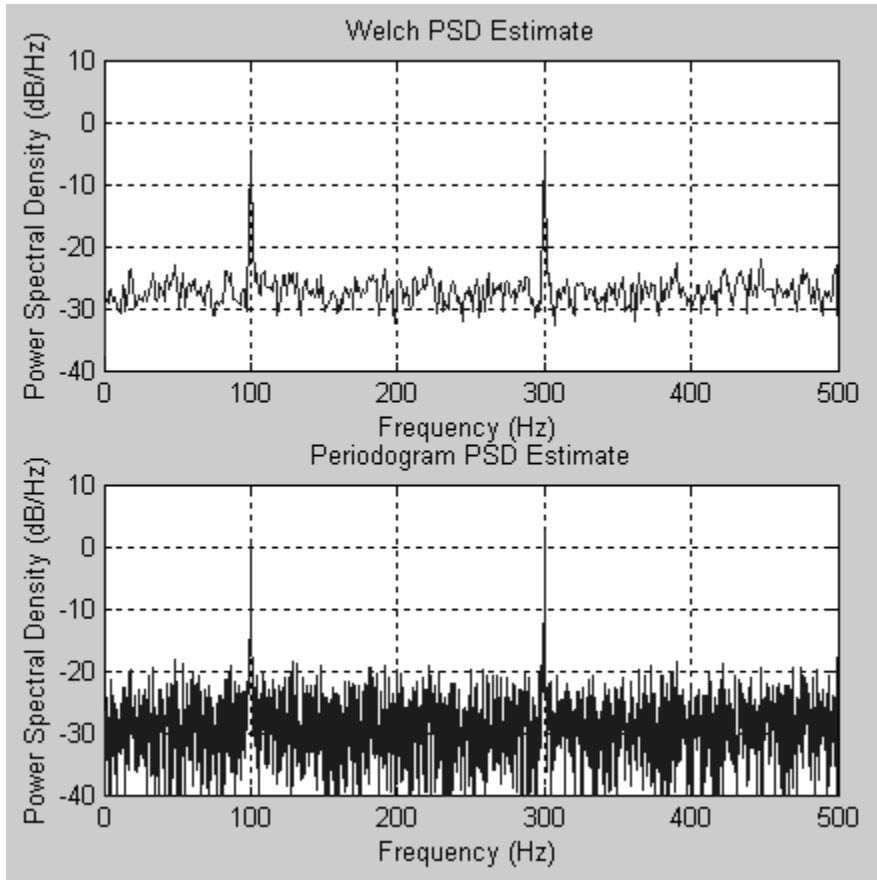 Welch PSD Estimate
Power Spectral Density (dB/Hz)
10
0
-10
-20
-30
-40
0 100 200 300 400 500
Frequency (Hz)
Periodogram PSD Estimate
Power Spectral Density (dB/Hz)
10
0
-10
-20
-30
-40
0 100 200 300 400 500
Frequency (Hz)